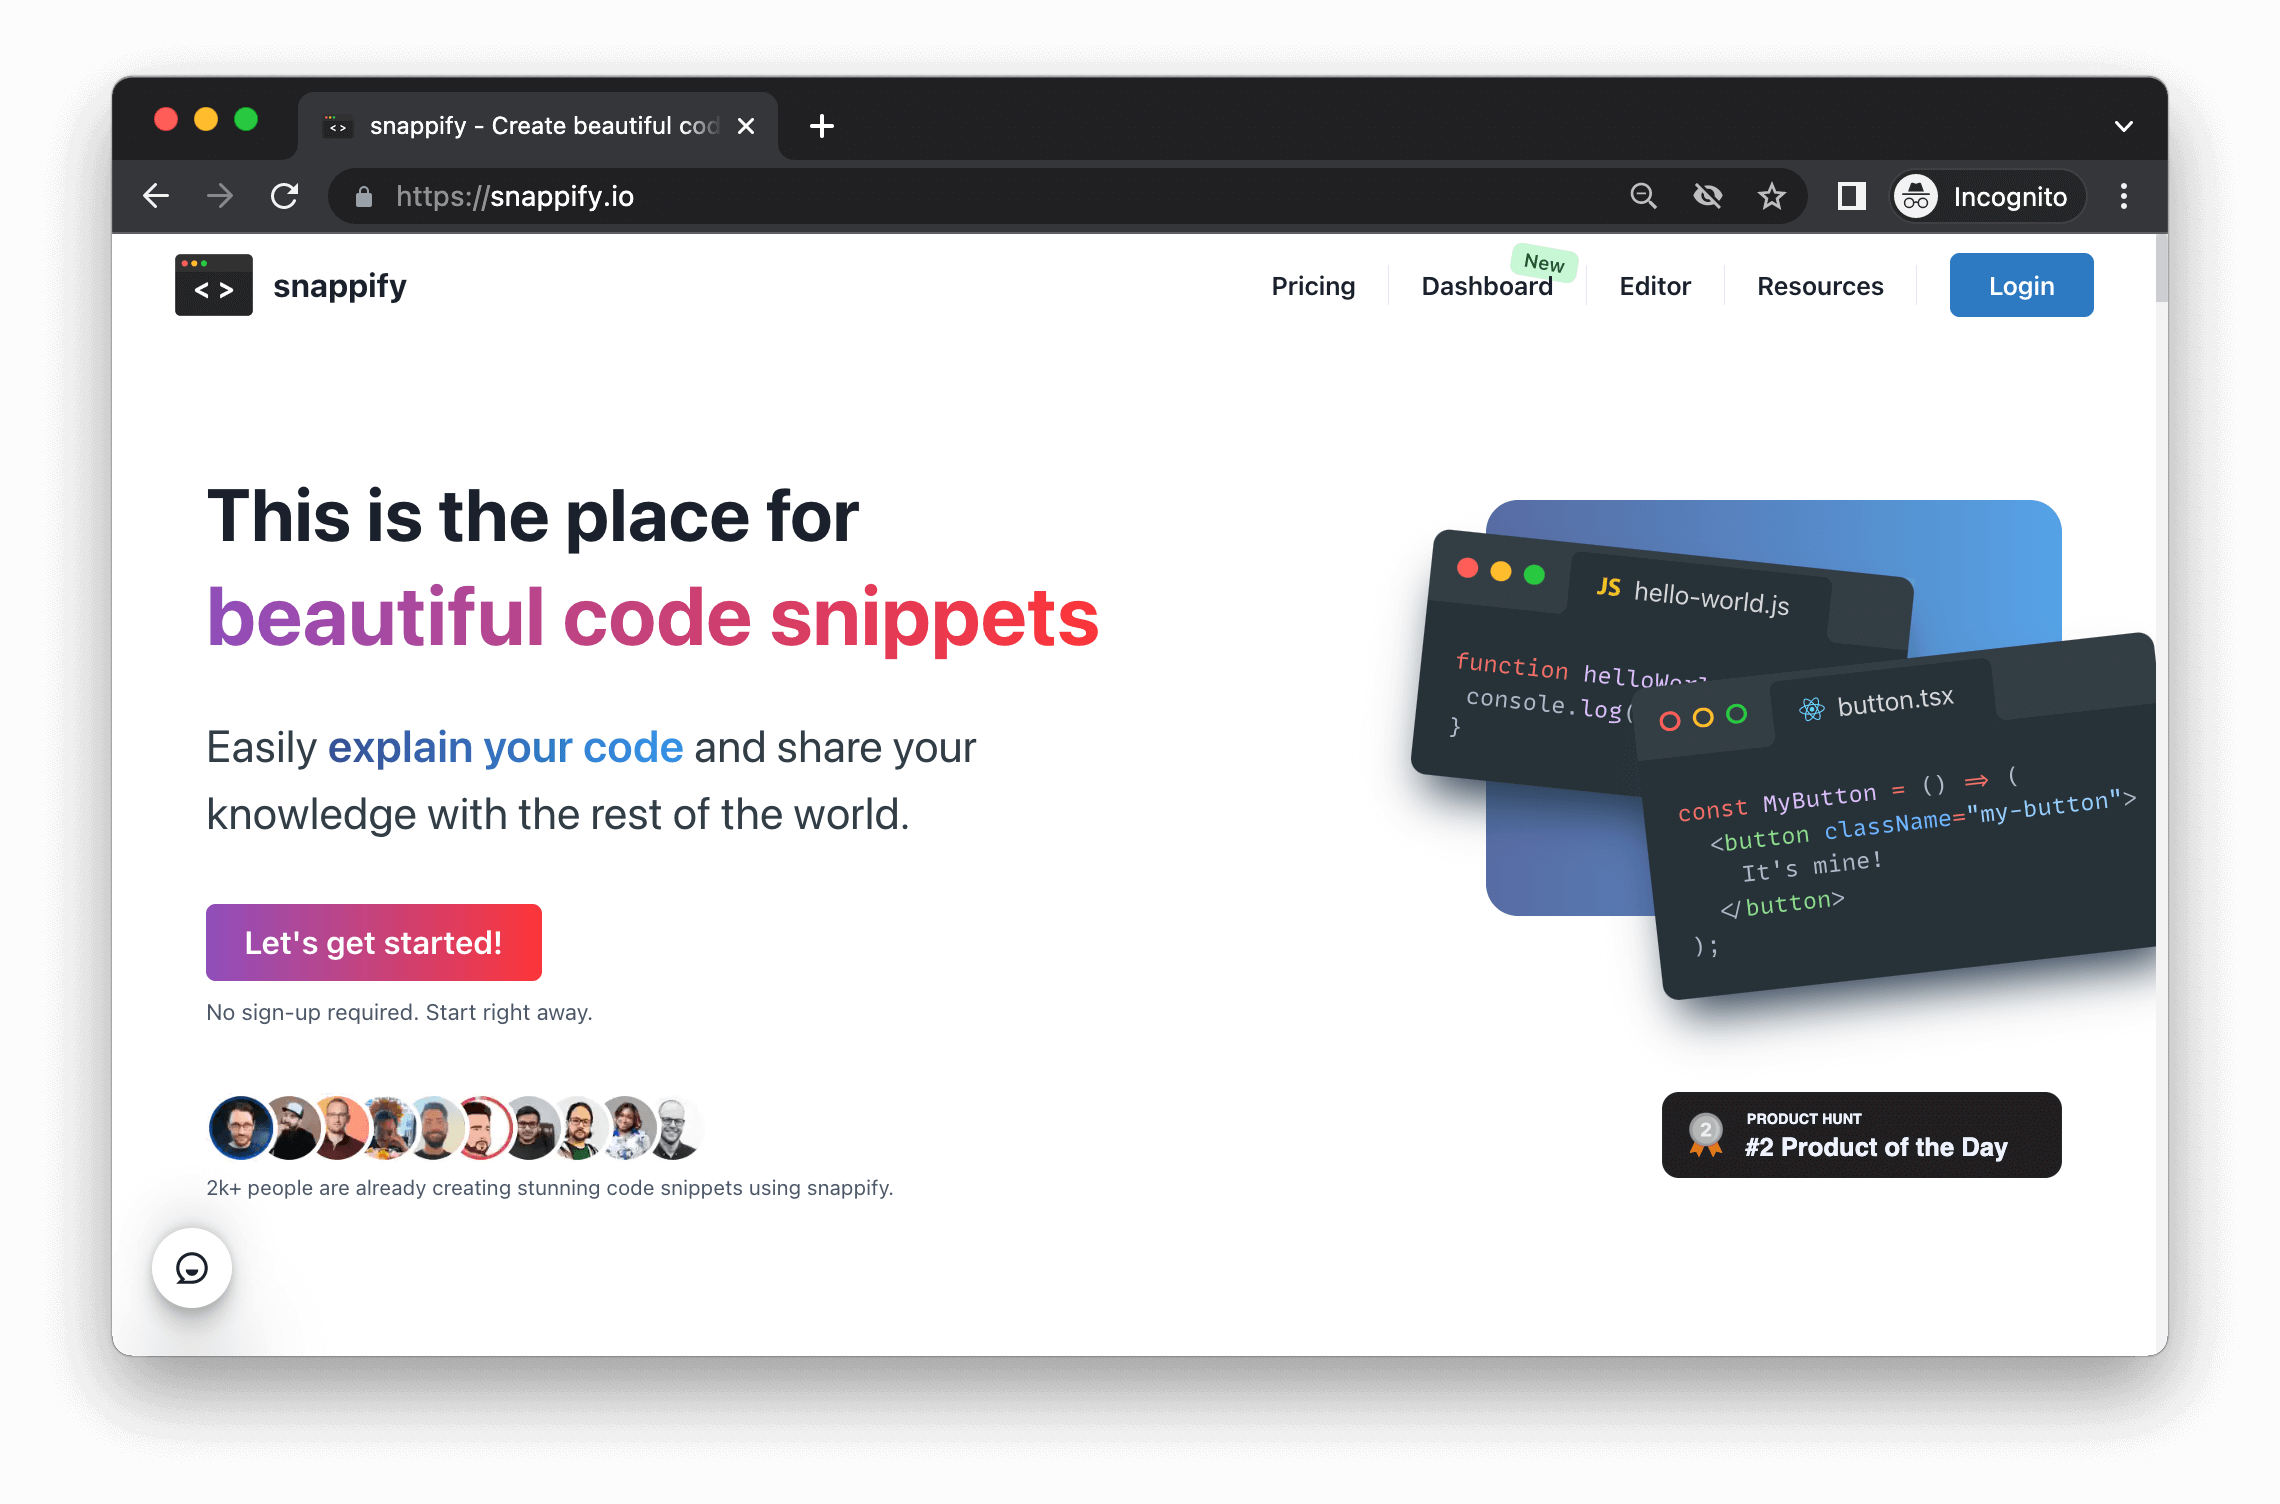 snappify - Create beautiful cod
https://snappify.io
Incognito
< >
snappify
Pricing
Dashboard
New
Editor
Resources
Login
This is the place for
beautiful code snippets
Easily explain your code and share your
knowledge with the rest of the world.
Let's get started!
No sign-up required. Start right away.
2k+ people are already creating stunning code snippets using snappify.
JS hello-world.js
function helloWorl
console.log(
}
button.tsx
const MyButton = () => (
<button className="my-button">
It's mine!
</button>
);
2
PRODUCT HUNT
#2 Product of the Day